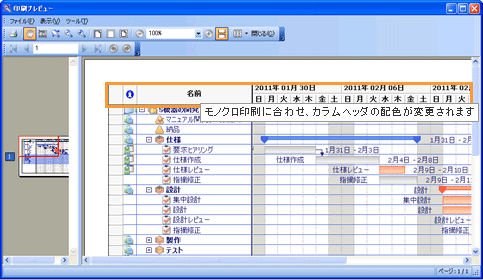 印刷プレビュー
ファイル(F) 表示(V) ツール(T)
100% 閉じる(C)
1
名前
2011年 01月 30日 2011年 02月 06日 2011年 02月
日 月 火 水 木 金 土 日 月 火 水 木 金 土 日 月 火
モノクロ印刷に合わせ、カラムヘッダの配色が変更されます
S機器の開発
マニュアル
納品
仕様 1月31日 - 2月
要求ヒアリング 1月31日 - 2月3日
仕様作成 仕様作成 2月4日 - 2月8日
仕様レビュー 仕様レビュー 2月9日 - 2月10日
指摘修正 指摘修正 2月9日 - 2月
設計 設計
集中設計 集中設計
設計 設計
設計レビュー 設計レビュー
指摘修正 指摘修正
製作
テスト
1
ページ: 1/1